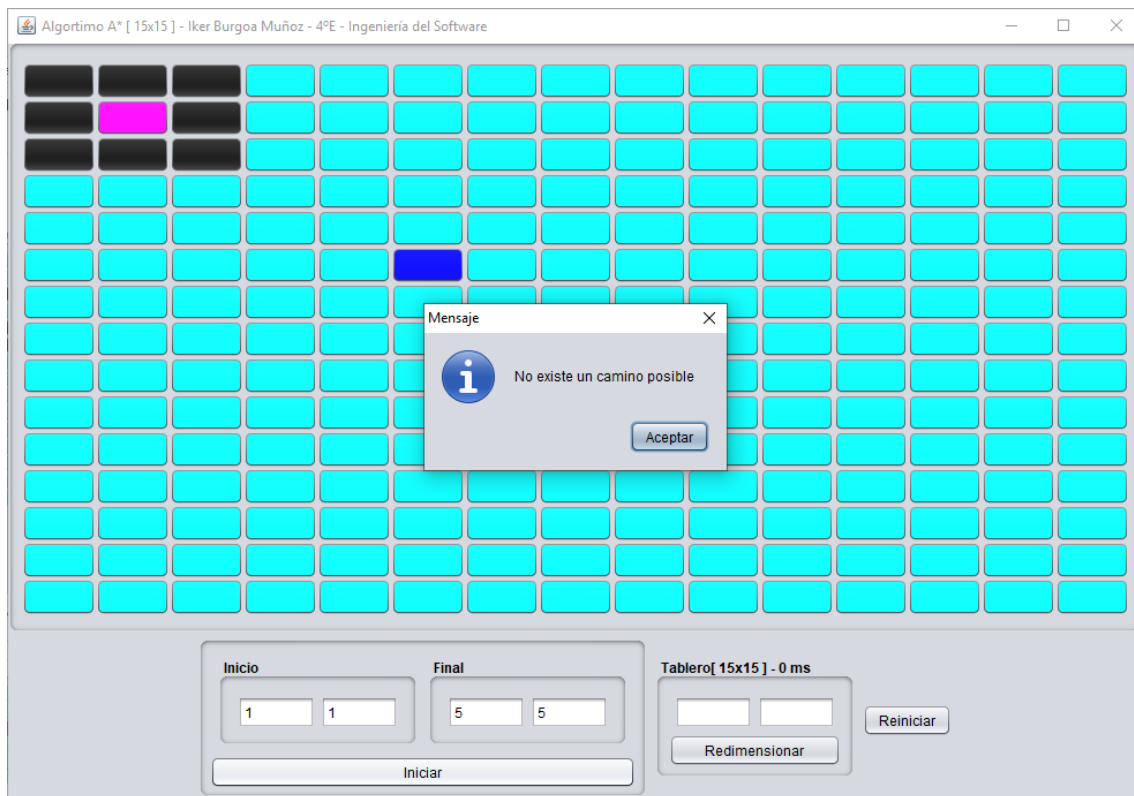 Algortimo A* [ 15x15 ] - Iker Burgoa Muñoz - 4ºE - Ingeniería del Software
Mensaje
No existe un camino posible
Aceptar
Inicio
Final
Tablero[ 15x15 ] - 0 ms
1
1
5
5
Reiniciar
Redimensionar
Iniciar